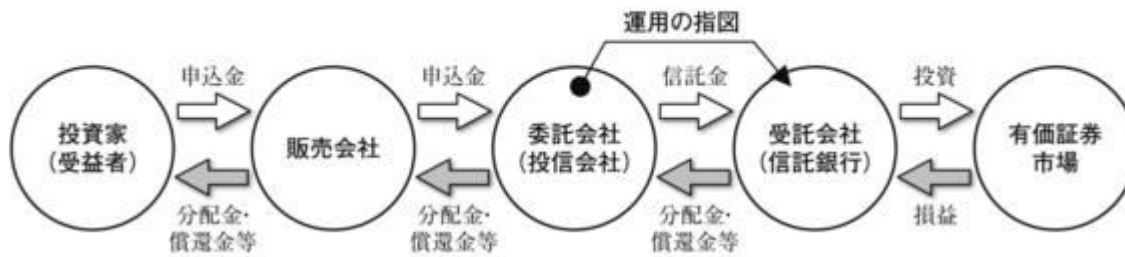 運用の指図
申込金
申込金
信託金
投資
投資家
(受益者)
販売会社
委託会社
(投信会社)
受託会社
(信託銀行)
有価証券
市場
分配金・
償還金等
分配金・
償還金等
分配金・
償還金等
損益